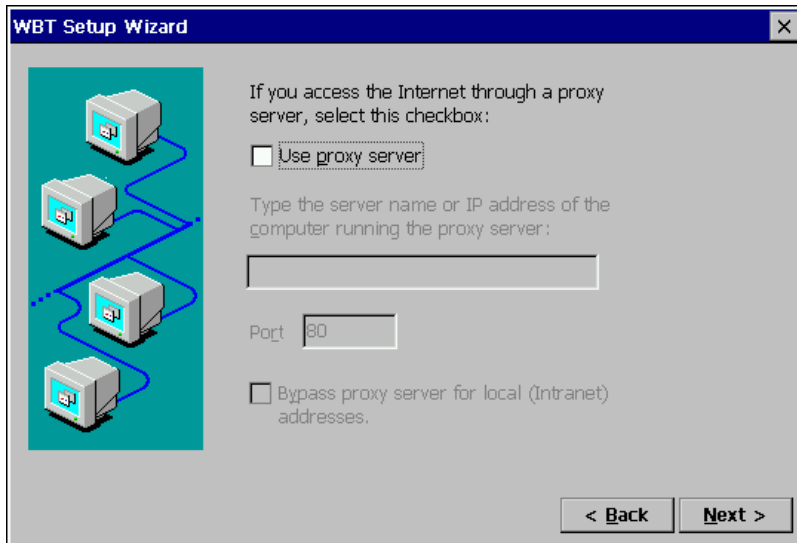 WBT Setup Wizard
If you access the Internet through a proxy
server, select this checkbox:
Use proxy server
Type the server name or IP address of the
computer running the proxy server:
Port 80
Bypass proxy server for local (Intranet)
addresses.
< Back Next >